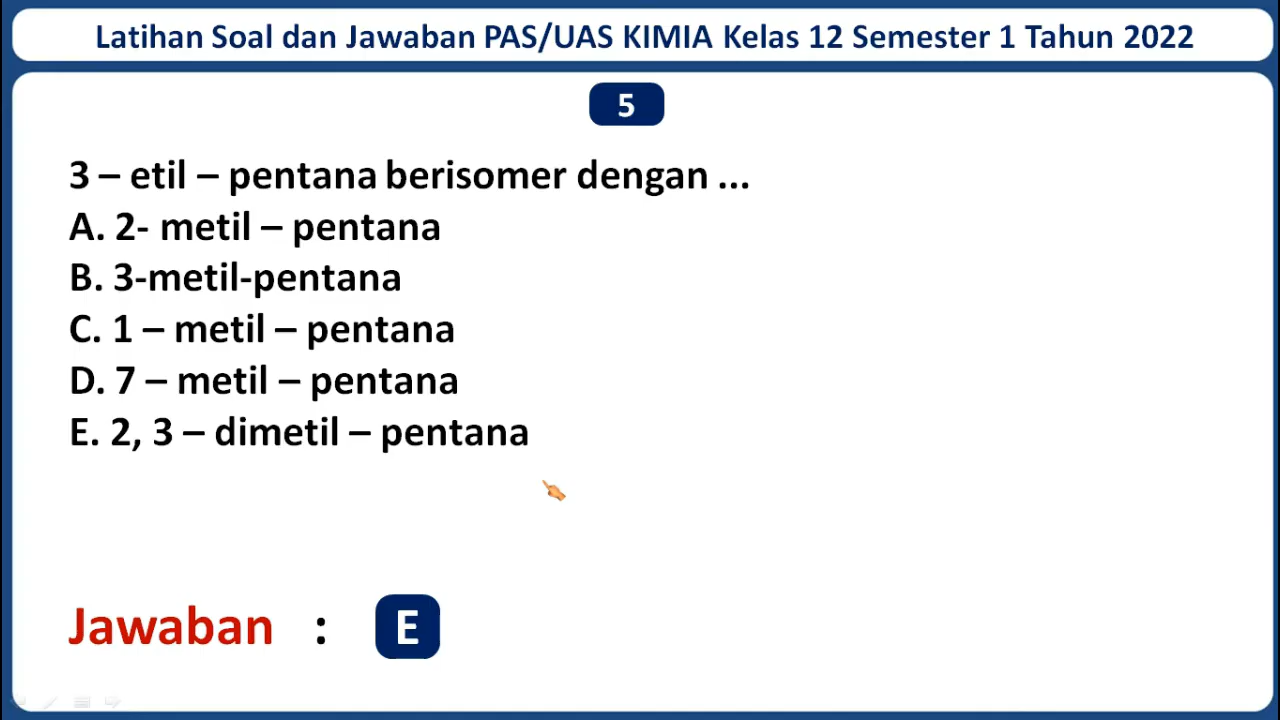 Latihan Soal dan Jawaban PAS/UAS KIMIA Kelas 12 Semester 1 Tahun 2022
5
3 – etil – pentana berisomer dengan ...
A. 2- metil – pentana
B. 3-metil-pentana
C. 1 – metil – pentana
D. 7 – metil – pentana
E. 2, 3 – dimetil – pentana
Jawaban : E